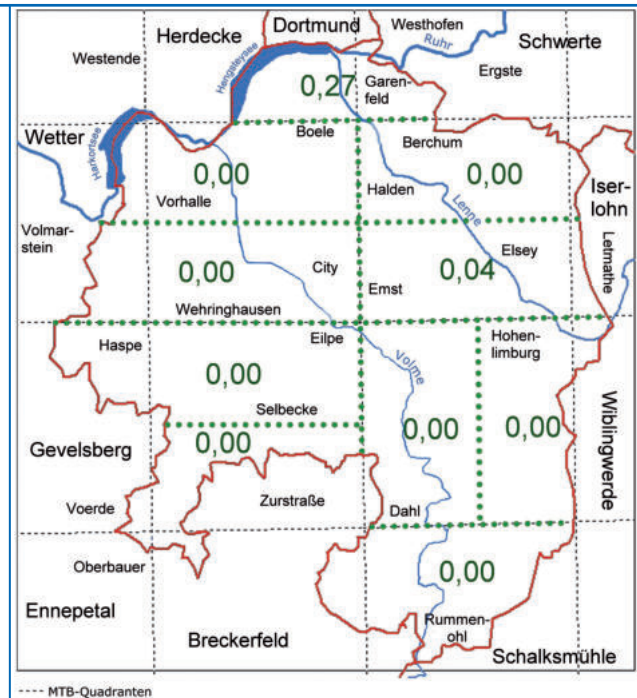 Dortmund
Westhofen
Herdecke
Schwerte
Ruhr
Westende
Hengsteysee
Ergste
0,27
Garen-
feld
Boele
Wetter
Berchum
Harkortsee
0,00
0,00
Iser-
lohn
Vorhalle
Halden
Lenne
Volmar-
stein
Elsey
Letmathe
0,00
City
0,04
Emst
Wehringhausen
Eilpe
Hohen-
limburg
Haspe
Volme
0,00
Selbecke
Wiblingwerde
0,00
0,00
0,00
Gevelsberg
Zurstraße
Voerde
Dahl
Oberbauer
0,00
Ennepetal
Rummen-
ohl
Breckerfeld
Schalksmühle
---- MTB-Quadranten